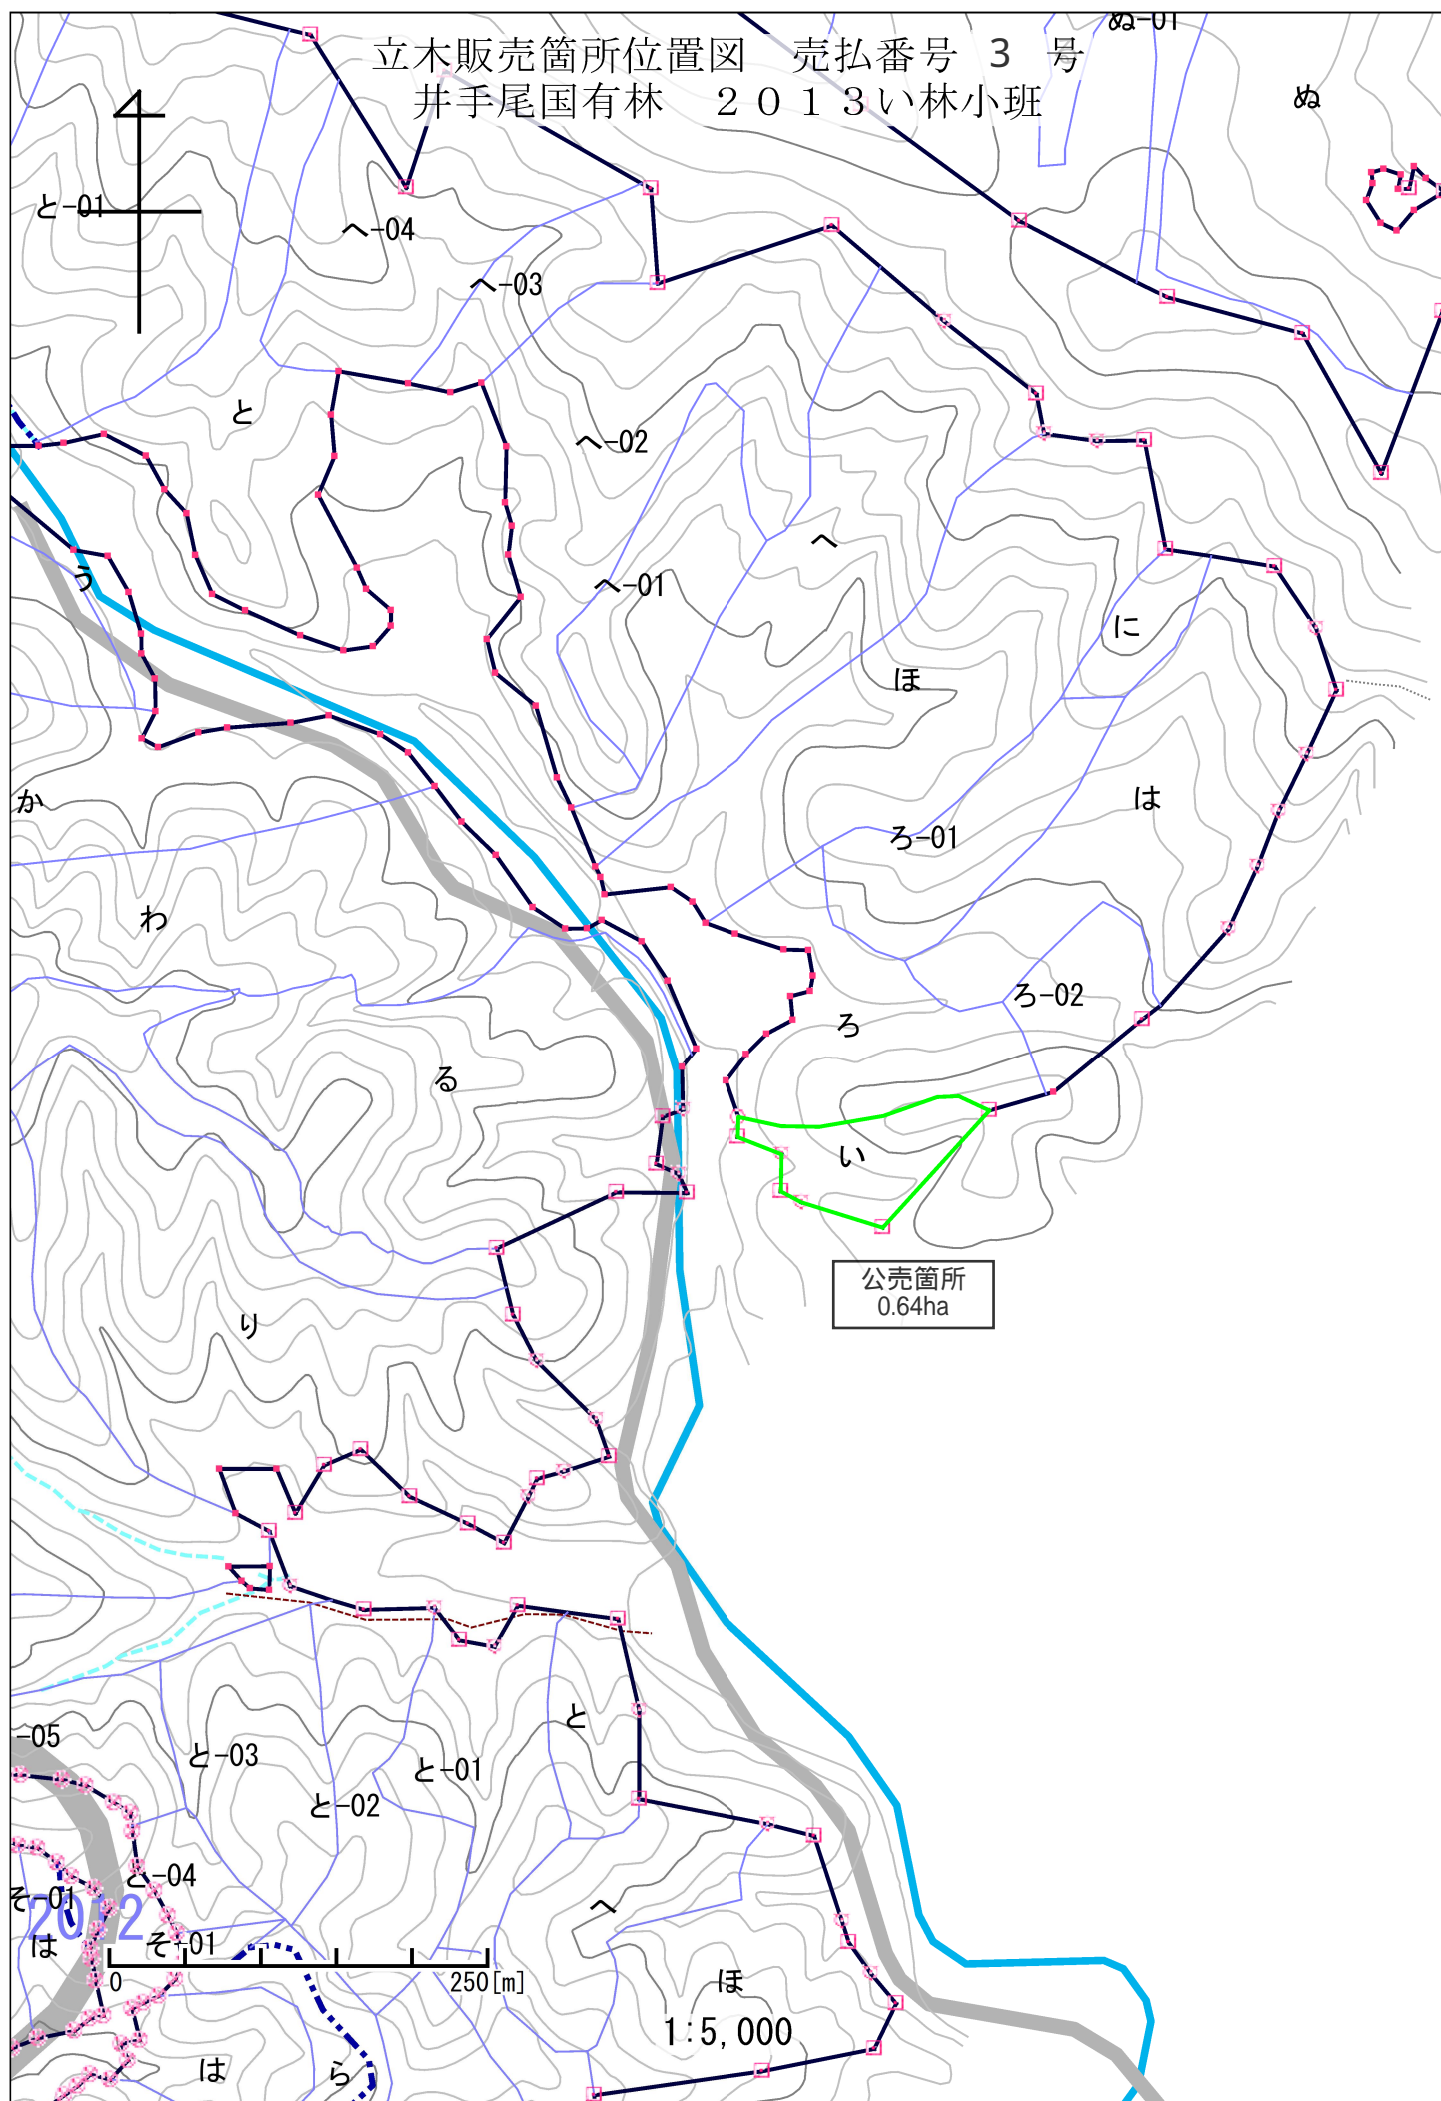 ぬ-01
立木販売箇所位置図　売払番号　3　号
井手尾国有林　２０１３い林小班
ぬ
と-01
へ-04
へ-03
と
へ-02
へ
う
へ-01
に
ほ
か
は
ろ-01
わ
ろ-02
ろ
る
い
公売箇所
0.64ha
り
と
-05
と-03
と-01
と-02
と-04
そ-01
2012
へ
は
そ-01
0
250[m]
ほ
1:5,000
は
ら